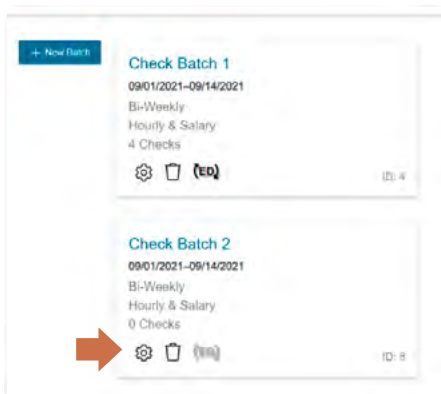 + New Batch
Check Batch 1
09/01/2021–09/14/2021
Bi-Weekly
Hourly & Salary
4 Checks
(ED)
ID: 4
Check Batch 2
09/01/2021–09/14/2021
Bi-Weekly
Hourly & Salary
0 Checks
(ED)
ID: 8